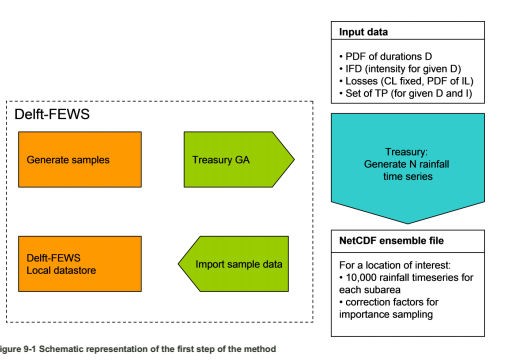 Input data
• PDF of durations D
• IFD (intensity for given D)
• Losses (CL fixed, PDF of IL)
• Set of TP (for given D and I)
Delft-FEWS
Generate samples
Treasury GA
Treasury:
Generate N rainfall
time series
Delft-FEWS
Local datastore
Import sample data
NetCDF ensemble file
For a location of interest:
• 10,000 rainfall timeseries for
each subarea
• correction factors for
importance sampling
igure 9-1 Schematic representation of the first step of the method